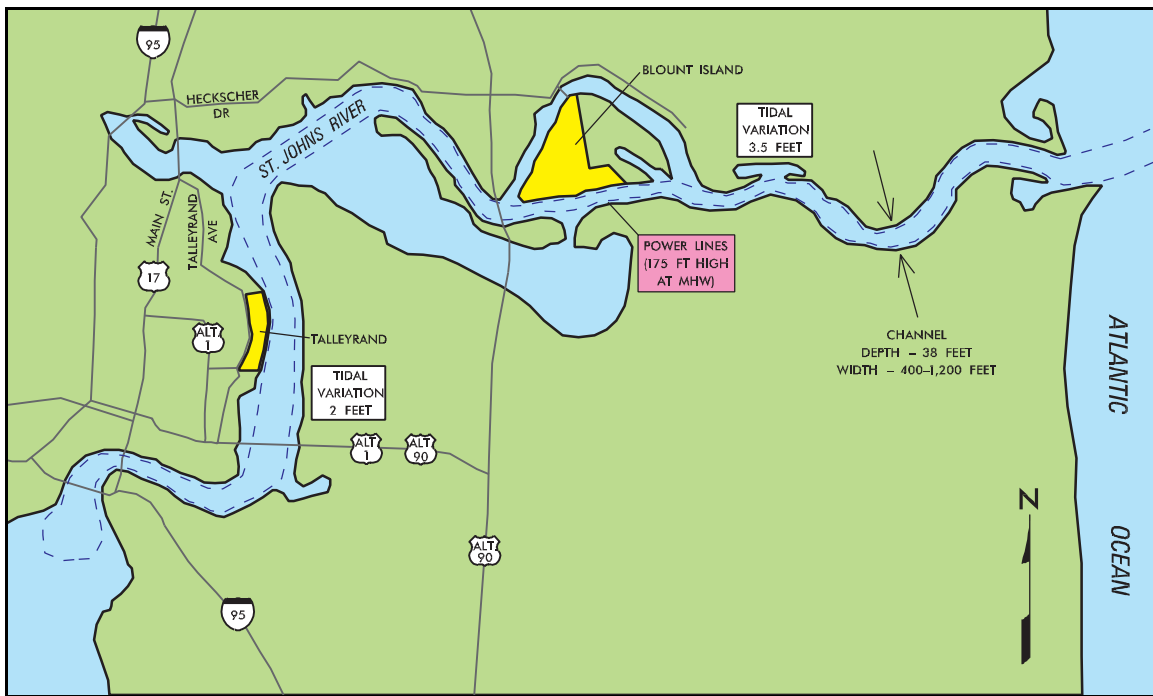 95
HECKSCHER
DR
ST. JOHNS RIVER
BLOUNT ISLAND
TIDAL
VARIATION
3.5 FEET
MAIN ST.
TALLEYRAND
AVE
17
ALT
1
POWER LINES
(175 FT HIGH
AT MHW)
TALLEYRAND
CHANNEL
DEPTH – 38 FEET
WIDTH – 400–1,200 FEET
TIDAL
VARIATION
2 FEET
ALT
1
ALT
90
ALT
90
95
N
ATLANTIC
OCEAN